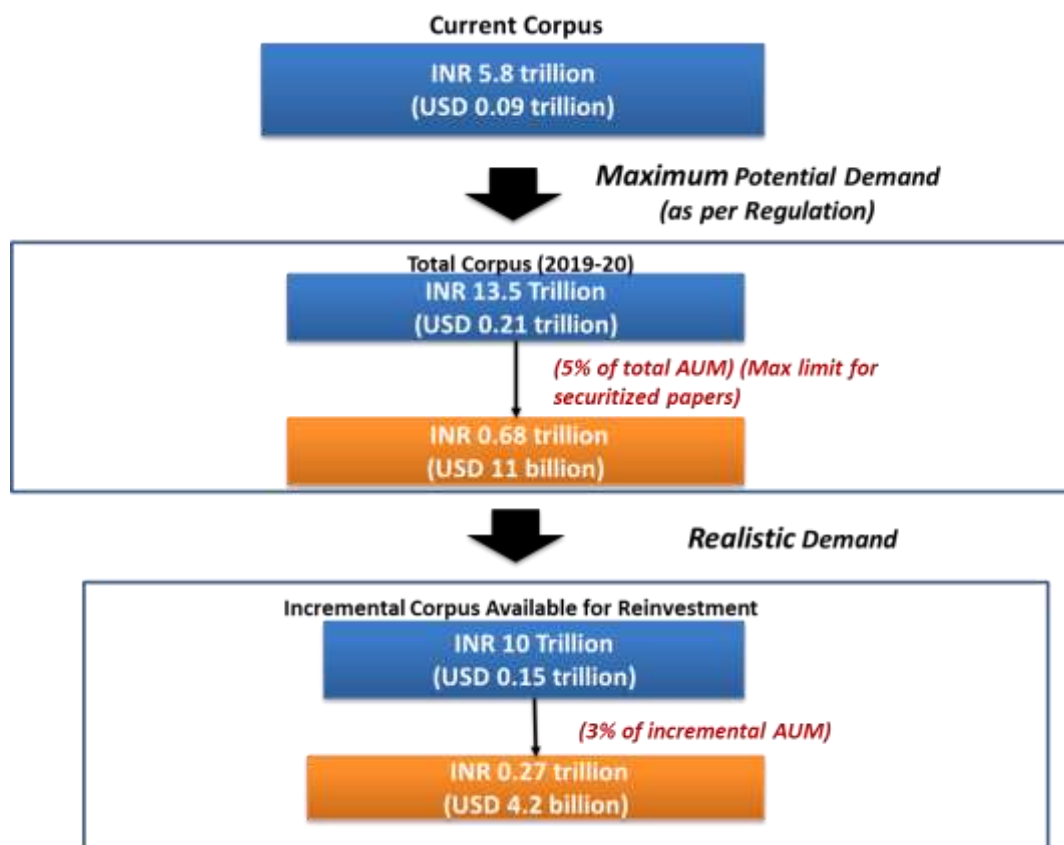 Current Corpus
INR 5.8 trillion
(USD 0.09 trillion)
Maximum Potential Demand
(as per Regulation)
Total Corpus (2019-20)
INR 13.5 Trillion
(USD 0.21 trillion)
(5% of total AUM) (Max limit for
securitized papers)
INR 0.68 trillion
(USD 11 billion)
Realistic Demand
Incremental Corpus Available for Reinvestment
INR 10 Trillion
(USD 0.15 trillion)
(3% of incremental AUM)
INR 0.27 trillion
(USD 4.2 billion)